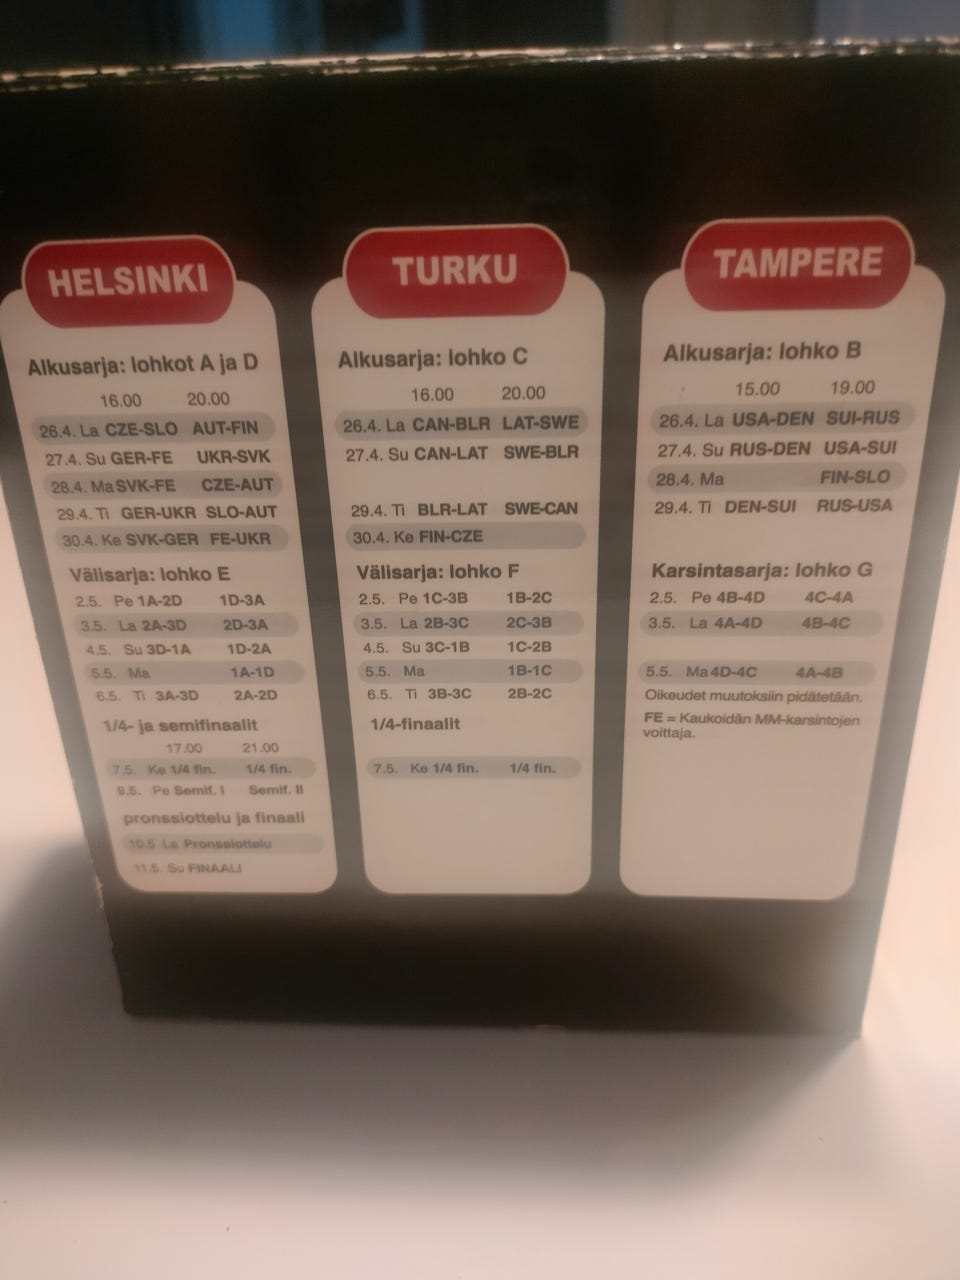 HELSINKI
Alkusarja: lohkot A ja D
16.00 20.00
26.4. La CZE-SLO AUT-FIN
27.4. Su GER-FE UKR-SVK
28.4. Ma SVK-FE CZE-AUT
29.4. Ti GER-UKR SLO-AUT
30.4. Ke SVK-GER FE-UKR
Välisarja: lohko E
2.5. Pe 1A-2D 1D-3A
3.5. La 2A-3D 2D-3A
4.5. Su 3D-1A 1D-2A
5.5. Ma 1A-1D
6.5. Ti 3A-3D 2A-2D
1/4- ja semifinaalit
17.00 21.00
7.5. Ke 1/4 fin. 1/4 fin.
9.5. Pe Semif. I Semif. II
pronssiottelu ja finaali
10.5 La Pronssiottelu
11.5. Su FINAALI
TURKU
Alkusarja: lohko C
16.00 20.00
26.4. La CAN-BLR LAT-SWE
27.4. Su CAN-LAT SWE-BLR
29.4. Ti BLR-LAT SWE-CAN
30.4. Ke FIN-CZE
Välisarja: lohko F
2.5. Pe 1C-3B 1B-2C
3.5. La 2B-3C 2C-3B
4.5. Su 3C-1B 1C-2B
5.5. Ma 1B-1C
6.5. Ti 3B-3C 2B-2C
1/4-finaalit
7.5. Ke 1/4 fin. 1/4 fin.
TAMPERE
Alkusarja: lohko B
15.00 19.00
26.4. La USA-DEN SUI-RUS
27.4. Su RUS-DEN USA-SUI
28.4. Ma FIN-SLO
29.4. Ti DEN-SUI RUS-USA
Karsintasarja: lohko G
2.5. Pe 4B-4D 4C-4A
3.5. La 4A-4D 4B-4C
5.5. Ma 4D-4C 4A-4B
Oikeudet muutoksiin pidätetään.
FE = Kaukoidän MM-karsintojen
voittaja.